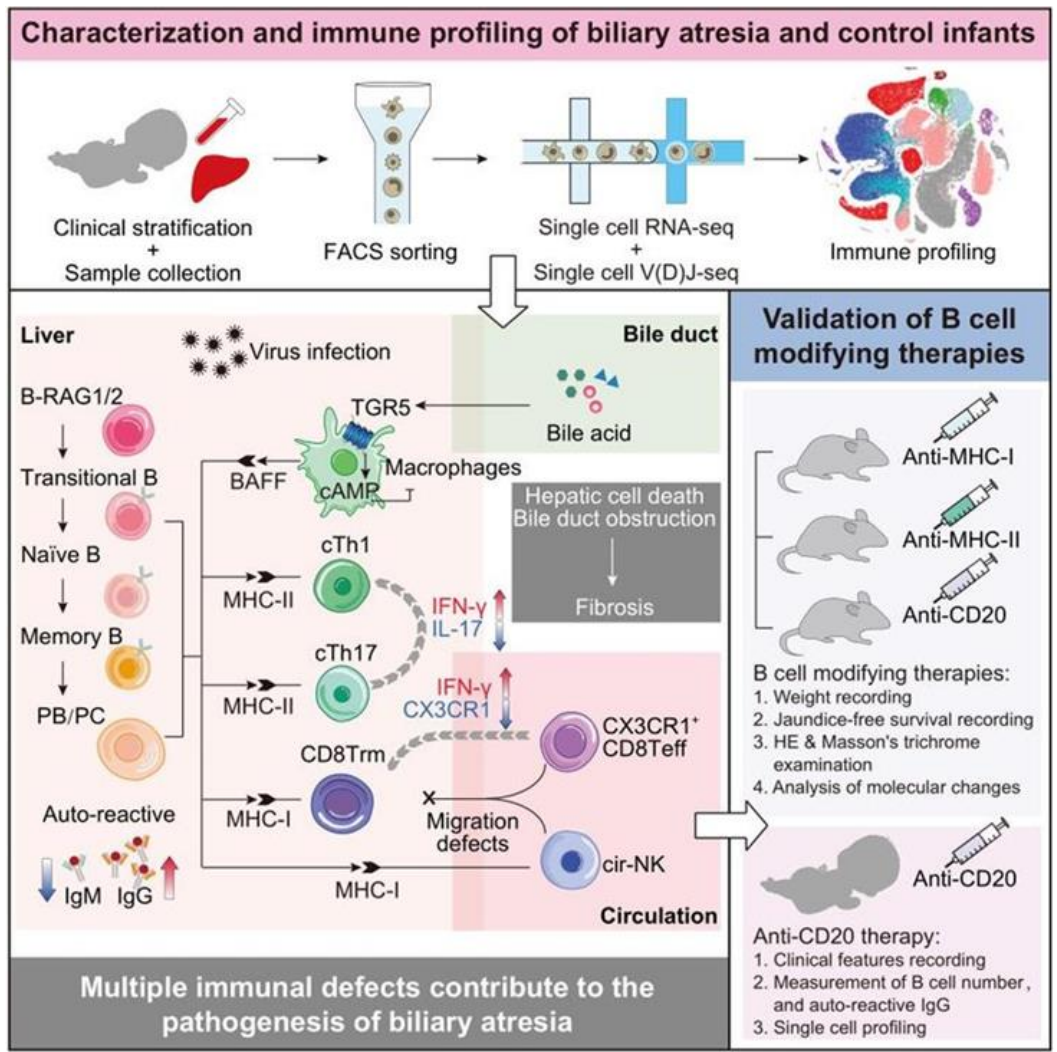 Characterization and immune profiling of biliary atresia and control infants
Clinical stratification
+
Sample collection
FACS sorting
Single cell RNA-seq
+
Single cell V(D)J-seq
Immune profiling
Liver
Virus infection
Bile duct
B-RAG1/2
Transitional B
Naïve B
Memory B
PB/PC
Auto-reactive
IgM
IgG
TGR5
Bile acid
BAFF
cAMP
Macrophages
Hepatic cell death
Bile duct obstruction
Fibrosis
cTh1
MHC-II
IFN-γ
IL-17
cTh17
MHC-II
IFN-γ
CX3CR1
CD8Trm
MHC-I
CX3CR1+
CD8Teff
X
Migration
defects
cir-NK
MHC-I
Circulation
Multiple immunal defects contribute to the
pathogenesis of biliary atresia
Validation of B cell
modifying therapies
Anti-MHC-I
Anti-MHC-II
Anti-CD20
B cell modifying therapies:
1. Weight recording
2. Jaundice-free survival recording
3. HE & Masson's trichrome
examination
4. Analysis of molecular changes
Anti-CD20
Anti-CD20 therapy:
1. Clinical features recording
2. Measurement of B cell number,
and auto-reactive IgG
3. Single cell profiling